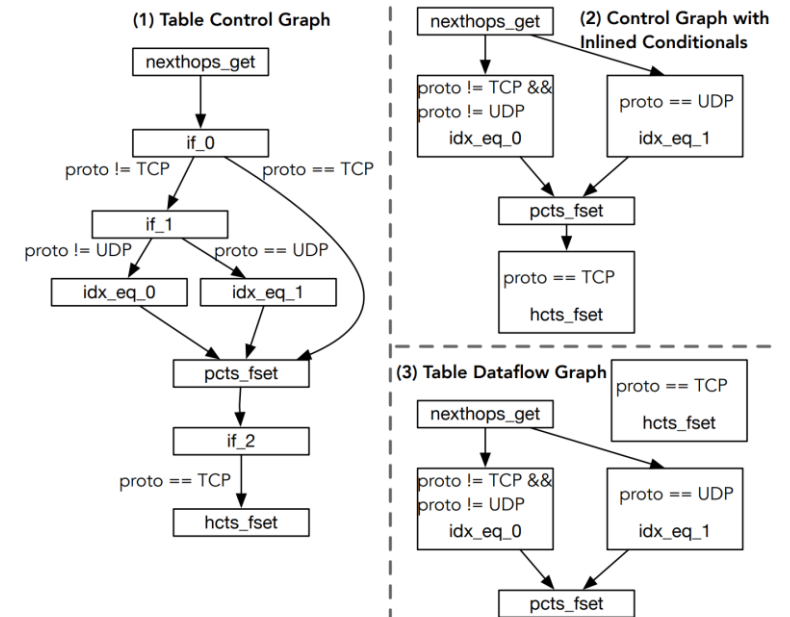 (1) Table Control Graph
nexthops_get
if_0
proto != TCP
proto == TCP
if_1
proto != UDP
proto == UDP
idx_eq_0
idx_eq_1
pcts_fset
if_2
proto == TCP
hcts_fset
(2) Control Graph with
Inlined Conditionals
nexthops_get
proto != TCP &&
proto != UDP
idx_eq_0
proto == UDP
idx_eq_1
pcts_fset
proto == TCP
hcts_fset
(3) Table Dataflow Graph
proto == TCP
hcts_fset
nexthops_get
proto != TCP &&
proto != UDP
idx_eq_0
proto == UDP
idx_eq_1
pcts_fset